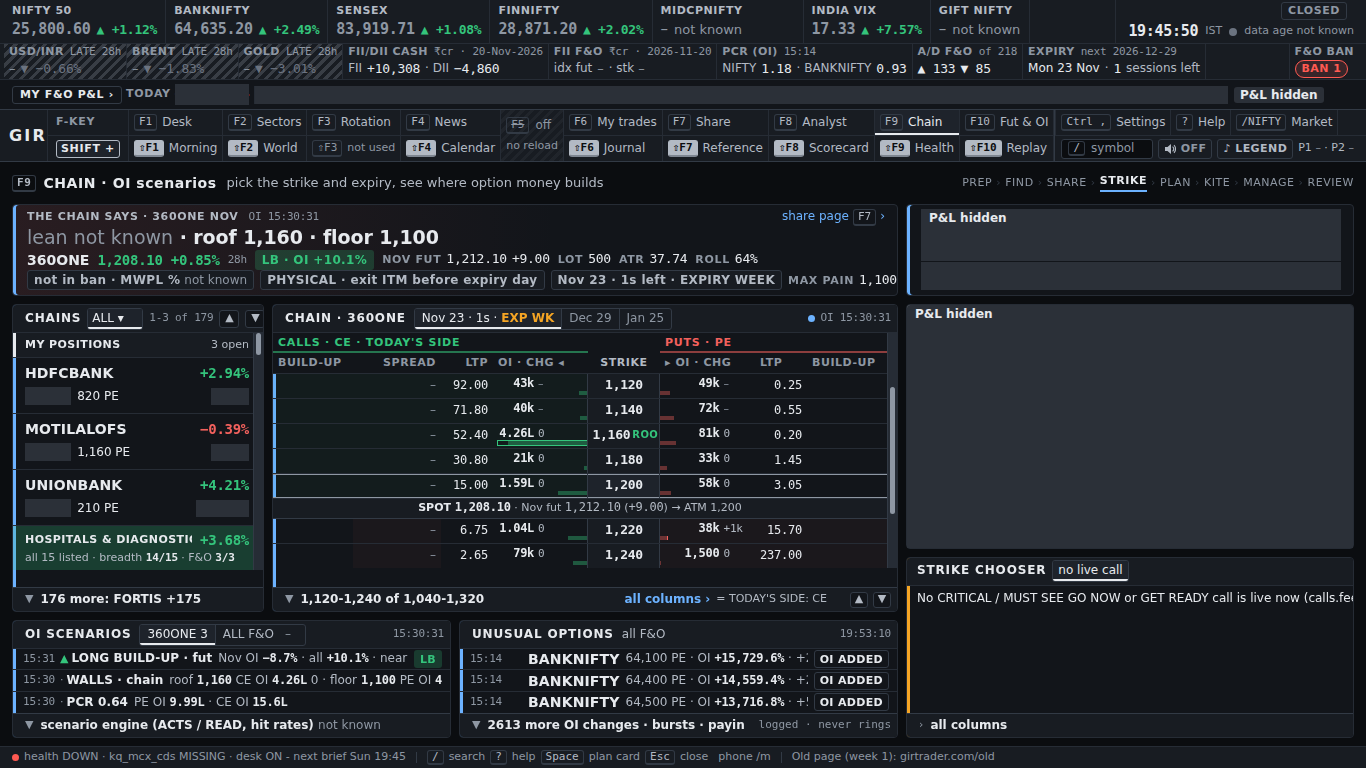 NIFTY 50 BANKNIFTY SENSEX FINNIFTY MIDCPNIFTY INDIA VIX GIFT NIFTY CLOSED
25,800.60 ▲ +1.12% 64,635.20 ▲ +2.49% 83,919.71 ▲ +1.08% 28,871.20 ▲ +2.02% – not known 17.33 ▲ +7.57% – not known 19:45:50 IST ● data age not known
USD/INR LATE 28h BRENT LATE 28h GOLD LATE 28h FII/DII CASH ₹cr · 20-Nov-2026 FII F&O ₹cr · 2026-11-20 PCR (OI) 15:14 A/D F&O of 218 EXPIRY next 2026-12-29 F&O BAN
– ▼ −0.66% – ▼ −1.83% – ▼ −3.01% FII +10,308 · DII −4,860 idx fut – · stk – NIFTY 1.18 · BANKNIFTY 0.93 ▲ 133 ▼ 85 Mon 23 Nov · 1 sessions left BAN 1
MY F&O P&L › TODAY P&L hidden
GIR F-KEY F1 Desk F2 Sectors F3 Rotation F4 News F5 off F6 My trades F7 Share F8 Analyst F9 Chain F10 Fut & OI Ctrl , Settings ? Help /NIFTY Market
SHIFT + ⇧F1 Morning ⇧F2 World ⇧F3 not used ⇧F4 Calendar no reload ⇧F6 Journal ⇧F7 Reference ⇧F8 Scorecard ⇧F9 Health ⇧F10 Replay / symbol OFF ♪ LEGEND P1 – · P2 –
F9 CHAIN · OI scenarios pick the strike and expiry, see where option money builds PREP › FIND › SHARE › STRIKE › PLAN › KITE › MANAGE › REVIEW
THE CHAIN SAYS · 360ONE NOV OI 15:30:31 share page F7 ›
lean not known · roof 1,160 · floor 1,100
360ONE 1,208.10 +0.85% 28h LB · OI +10.1% NOV FUT 1,212.10 +9.00 LOT 500 ATR 37.74 ROLL 64%
not in ban · MWPL % not known PHYSICAL · exit ITM before expiry day Nov 23 · 1s left · EXPIRY WEEK MAX PAIN 1,100
P&L hidden
CHAINS ALL ▾ 1-3 of 179 ▲ ▼
MY POSITIONS 3 open
HDFCBANK +2.94%
820 PE
MOTILALOFS −0.39%
1,160 PE
UNIONBANK +4.21%
210 PE
HOSPITALS & DIAGNOSTIC +3.68%
all 15 listed · breadth 14/15 · F&O 3/3
▼ 176 more: FORTIS +175
CHAIN · 360ONE Nov 23 · 1s · EXP WK Dec 29 Jan 25 ● OI 15:30:31
CALLS · CE · TODAY'S SIDE PUTS · PE
BUILD-UP SPREAD LTP OI · CHG ◂ STRIKE ▸ OI · CHG LTP BUILD-UP
– 92.00 43k – 1,120 49k – 0.25
– 71.80 40k – 1,140 72k – 0.55
– 52.40 4.26L 0 1,160 ROO 81k 0 0.20
– 30.80 21k 0 1,180 33k 0 1.45
– 15.00 1.59L 0 1,200 58k 0 3.05
SPOT 1,208.10 · Nov fut 1,212.10 (+9.00) → ATM 1,200
– 6.75 1.04L 0 1,220 38k +1k 15.70
– 2.65 79k 0 1,240 1,500 0 237.00
▼ 1,120-1,240 of 1,040-1,320 all columns › = TODAY'S SIDE: CE ▲ ▼
P&L hidden
STRIKE CHOOSER no live call
No CRITICAL / MUST SEE GO NOW or GET READY call is live now (calls.fee
› all columns
OI SCENARIOS 360ONE 3 ALL F&O – 15:30:31
15:31 ▲ LONG BUILD-UP · fut Nov OI −8.7% · all +10.1% · near LB
15:30 · WALLS · chain roof 1,160 CE OI 4.26L 0 · floor 1,100 PE OI 4
15:30 · PCR 0.64 PE OI 9.99L · CE OI 15.6L
▼ scenario engine (ACTS / READ, hit rates) not known
UNUSUAL OPTIONS all F&O 19:53:10
15:14 BANKNIFTY 64,100 PE · OI +15,729.6% · +2 OI ADDED
15:14 BANKNIFTY 64,400 PE · OI +14,559.4% · +2 OI ADDED
15:14 BANKNIFTY 64,500 PE · OI +13,716.8% · +5 OI ADDED
▼ 2613 more OI changes · bursts · payin logged · never rings
● health DOWN · kq_mcx_cds MISSING · desk ON - next brief Sun 19:45 | / search ? help Space plan card Esc close phone /m | Old page (week 1): girtrader.com/old